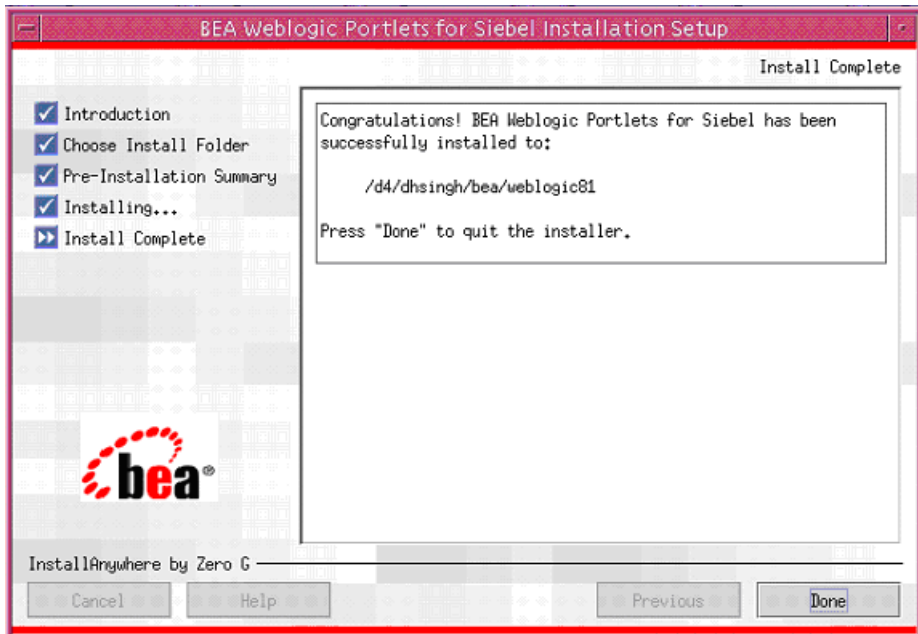 BEA Weblogic Portlets for Siebel Installation Setup
Install Complete
Introduction
Choose Install Folder
Pre-Installation Summary
Installing...
Install Complete
Congratulations! BEA Weblogic Portlets for Siebel has been
successfully installed to:
/d4/dhsingh/bea/weblogic81
Press "Done" to quit the installer.
bea®
InstallAnywhere by Zero G
Cancel
Help
Previous
Done